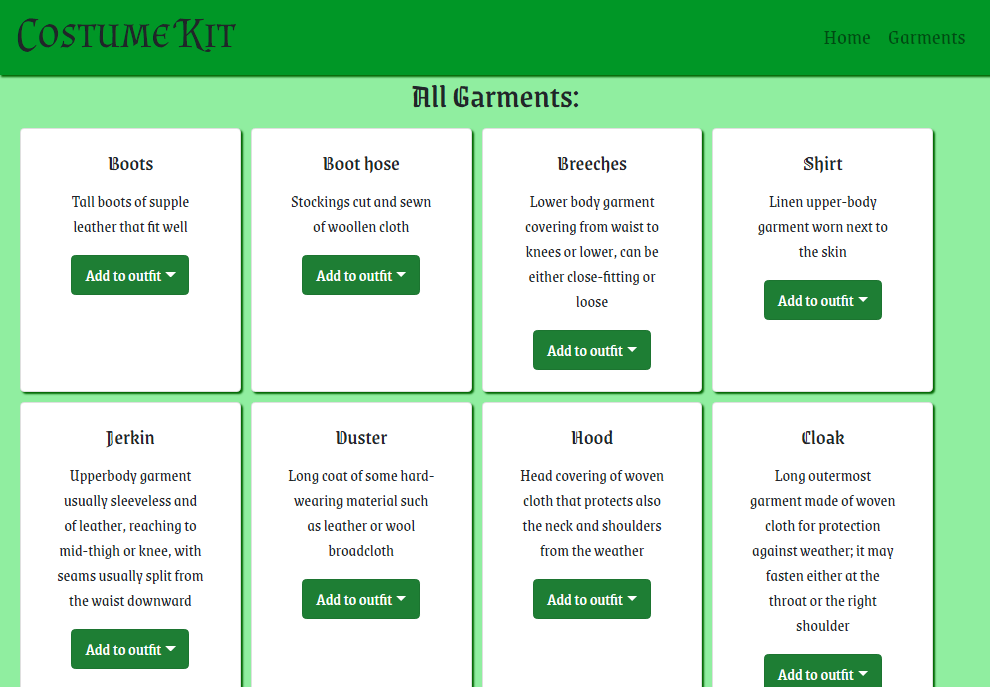 CostumeKit
Home Garments
All Garments:
Boots
Tall boots of supple
leather that fit well
Add to outfit
Boot hose
Stockings cut and sewn
of woollen cloth
Add to outfit
Breeches
Lower body garment
covering from waist to
knees or lower, can be
either close-fitting or
loose
Add to outfit
Shirt
Linen upper-body
garment worn next to
the skin
Add to outfit
Jerkin
Upperbody garment
usually sleeveless and
of leather, reaching to
mid-thigh or knee, with
seams usually split from
the waist downward
Add to outfit
Duster
Long coat of some hard-
wearing material such
as leather or wool
broadcloth
Add to outfit
Hood
Head covering of woven
cloth that protects also
the neck and shoulders
from the weather
Add to outfit
Cloak
Long outermost
garment made of woven
cloth for protection
against weather; it may
fasten either at the
throat or the right
shoulder
Add to outfit